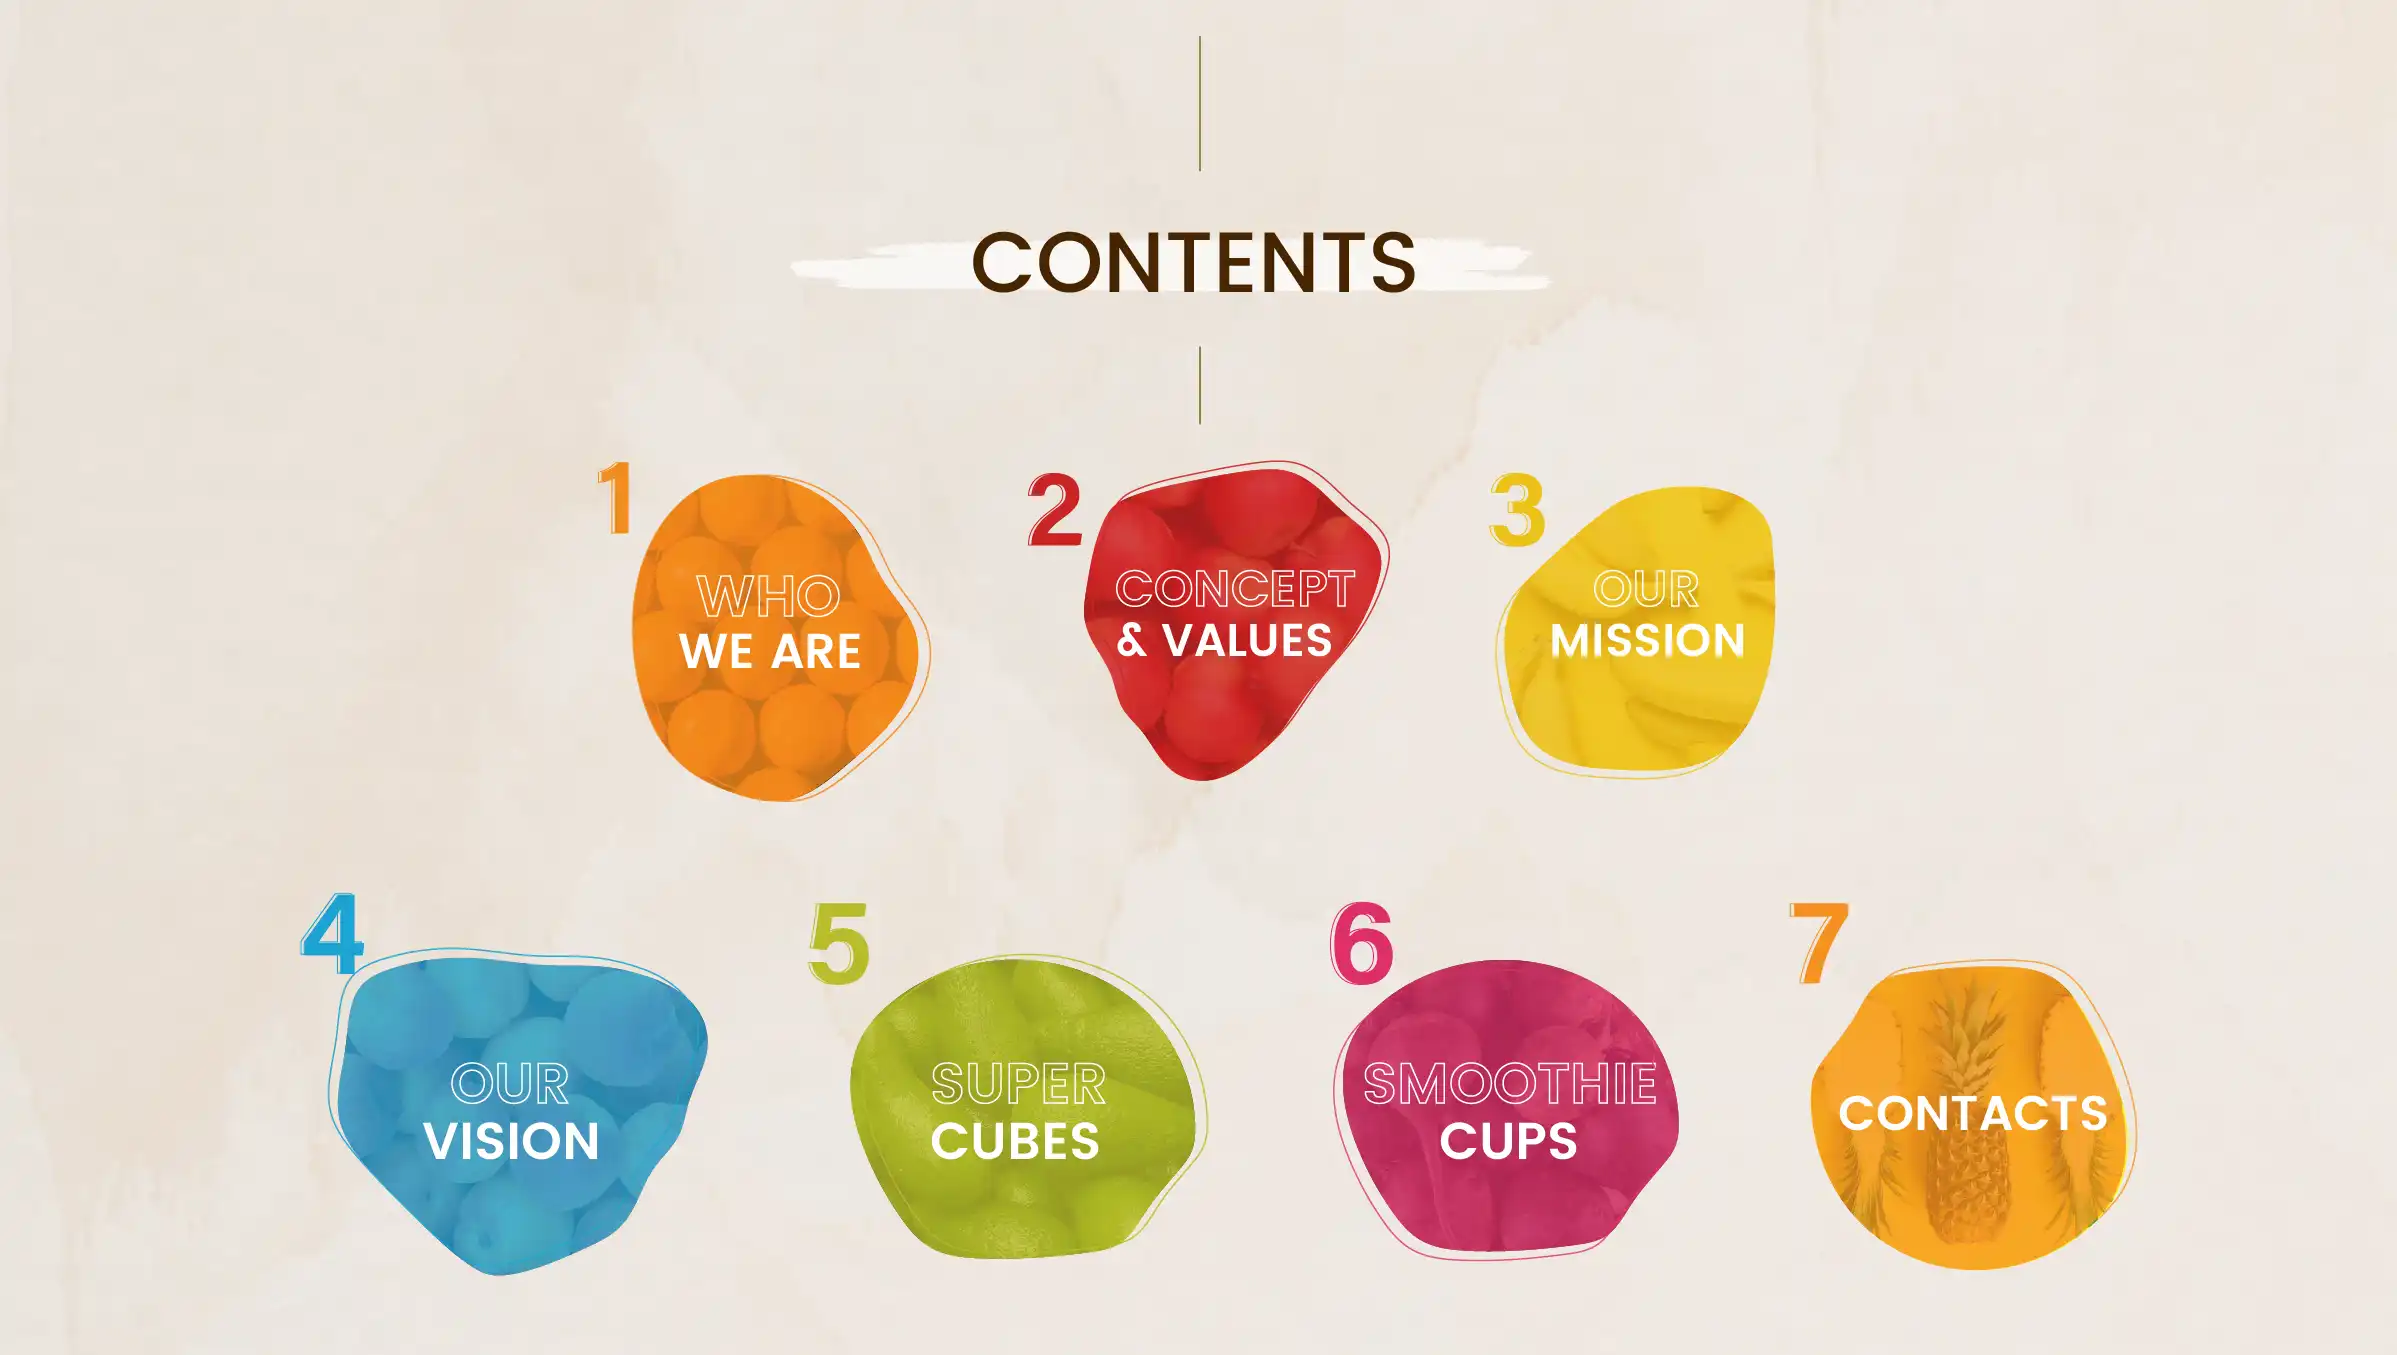 CONTENTS
1
WHO
WE ARE
2
CONCEPT
& VALUES
3
OUR
MISSION
4
OUR
VISION
5
SUPER
CUBES
6
SMOOTHIE
CUPS
7
CONTACTS